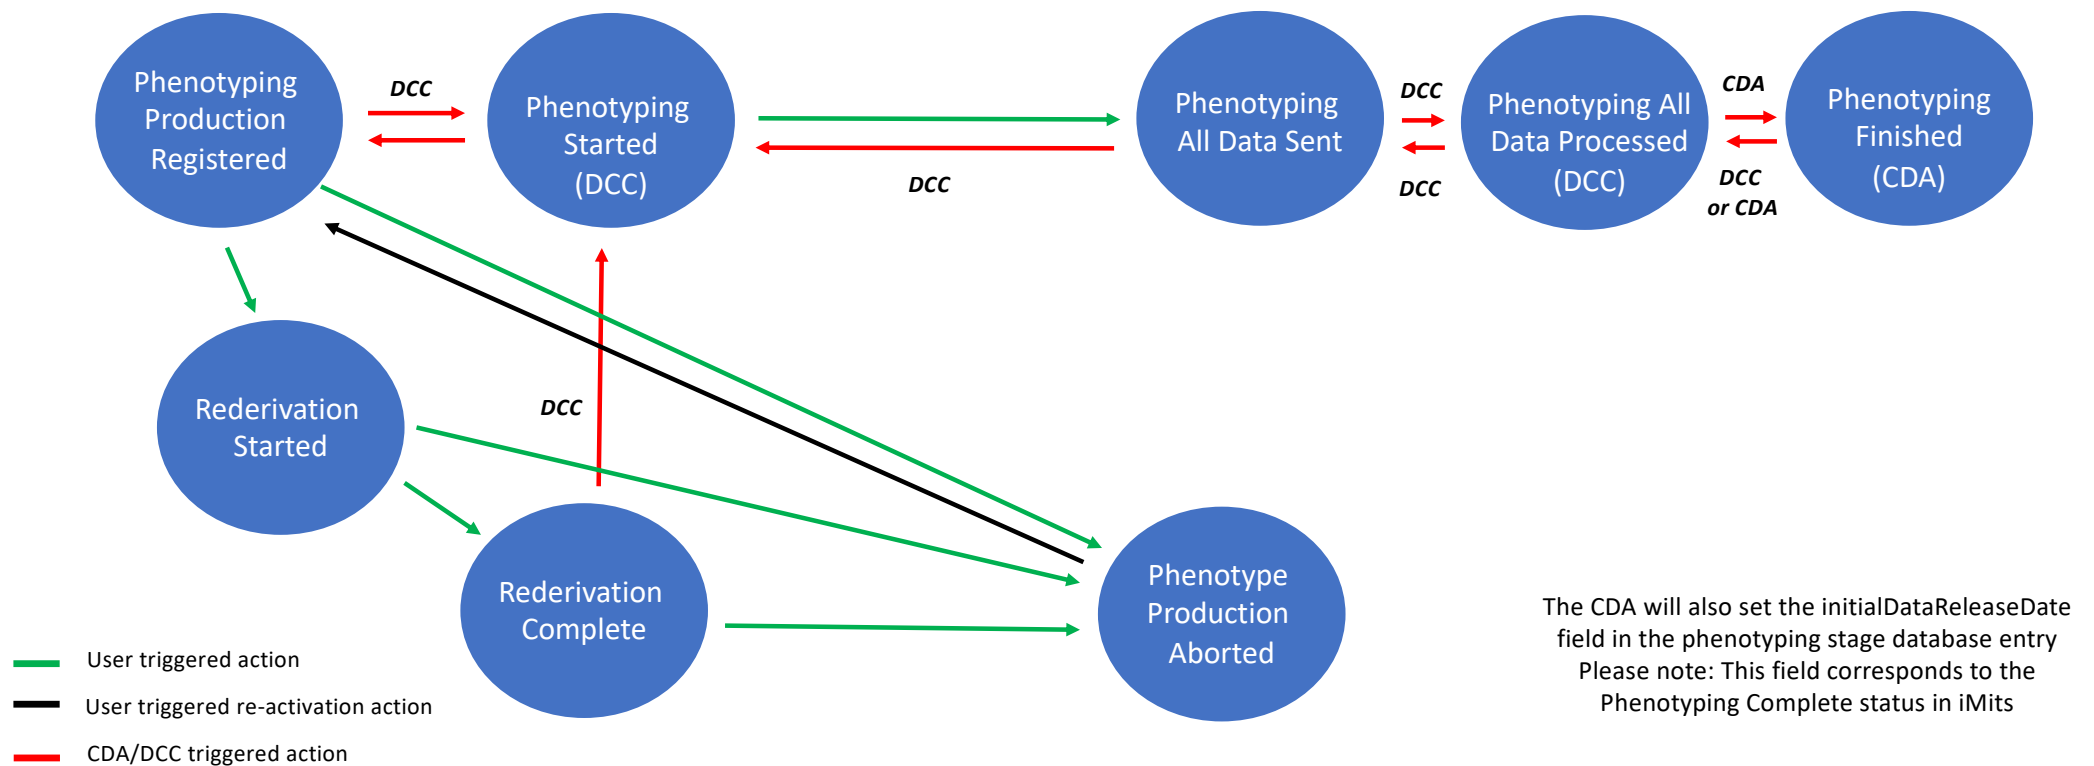 Phenotyping
Production
Registered
DCC
Phenotyping
Started
(DCC)
DCC
Phenotyping
All Data Sent
DCC
DCC
Phenotyping All
Data Processed
(DCC)
CDA
DCC
or CDA
Phenotyping
Finished
(CDA)
Rederivation
Started
DCC
Rederivation
Complete
Phenotype
Production
Aborted
The CDA will also set the initialDataReleaseDate
field in the phenotyping stage database entry
Please note: This field corresponds to the
Phenotyping Complete status in iMits
User triggered action
User triggered re-activation action
CDA/DCC triggered action